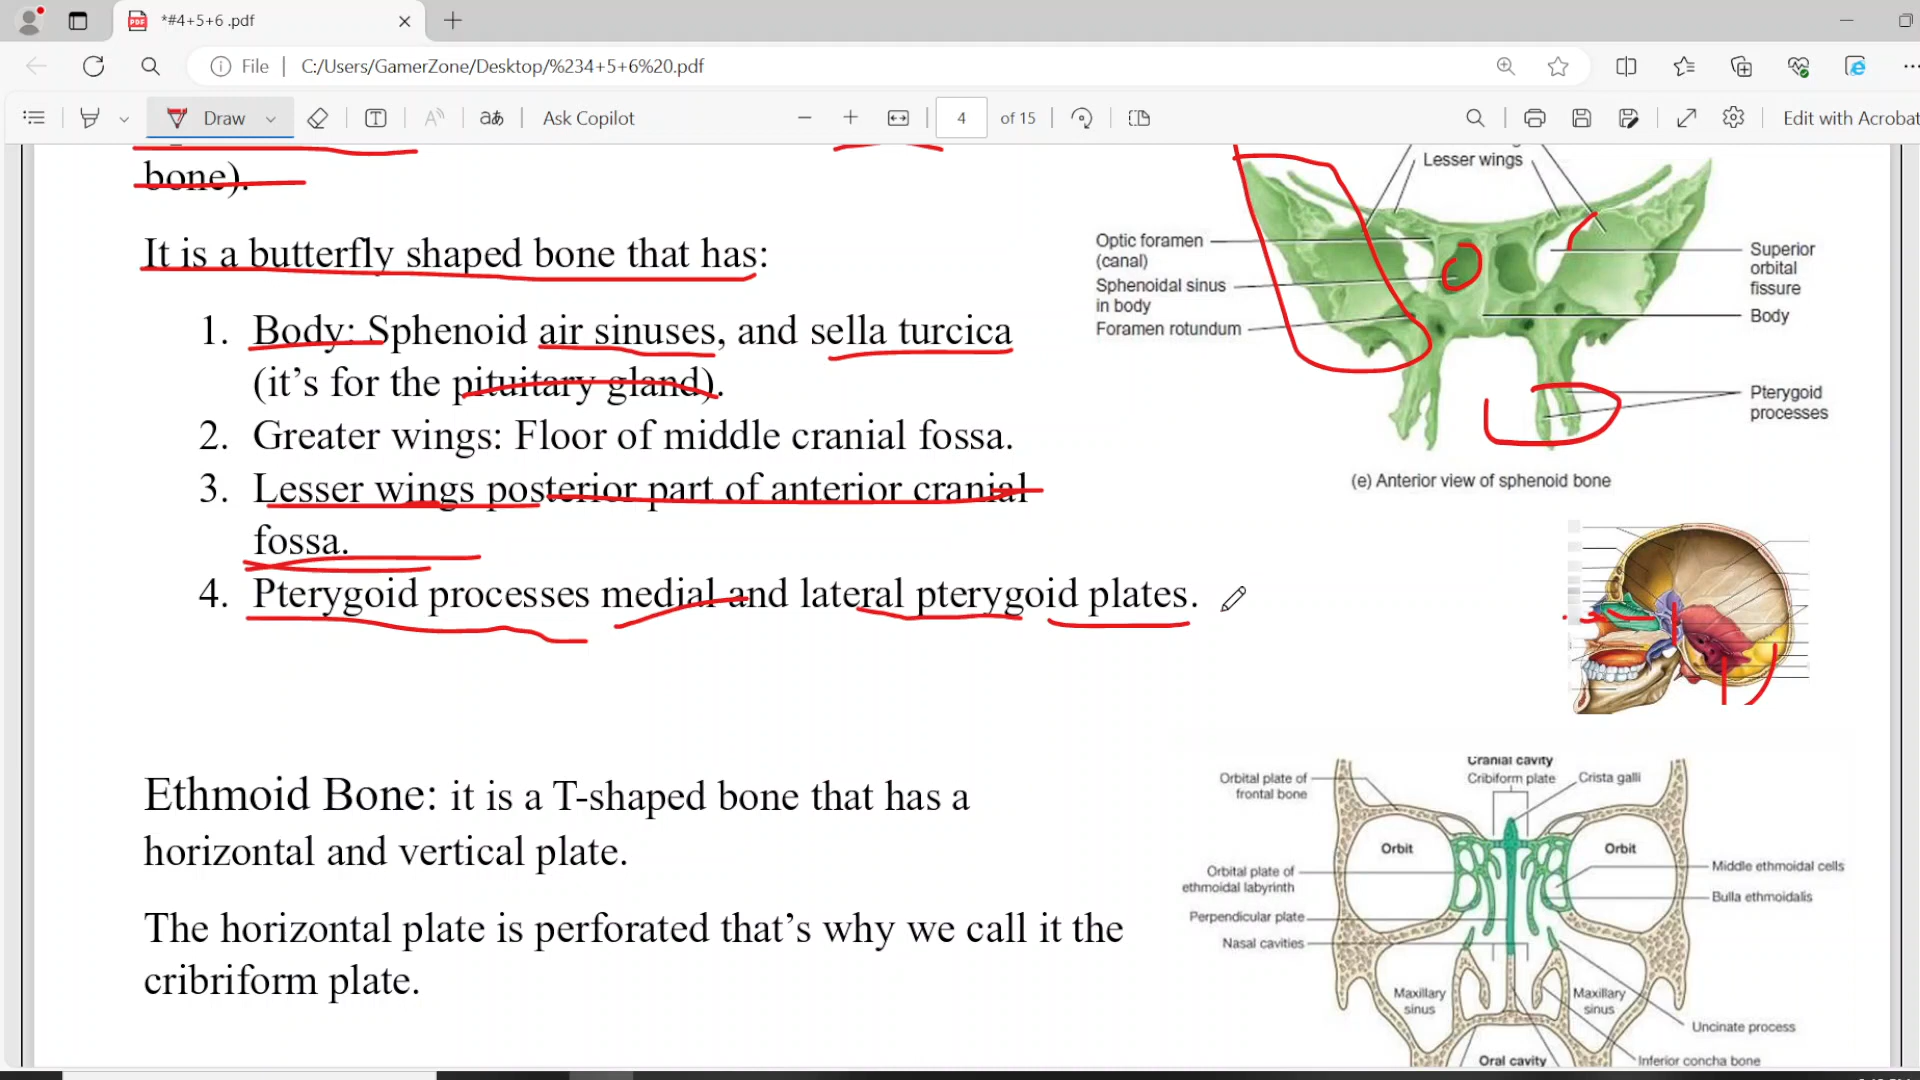 *#4+5+6 .pdf
File
C:/Users/GamerZone/Desktop/%234+5+6%20.pdf
Draw
Ask Copilot
4 of 15
Edit with Acrobat
bone).
It is a butterfly shaped bone that has:
1. Body: Sphenoid air sinuses, and sella turcica
(it’s for the pituitary gland).
2. Greater wings: Floor of middle cranial fossa.
3. Lesser wings posterior part of anterior cranial
fossa.
4. Pterygoid processes medial and lateral pterygoid plates.
Lesser wings
Optic foramen
(canal)
Sphenoidal sinus
in body
Foramen rotundum
Superior
orbital
fissure
Body
Pterygoid
processes
(e) Anterior view of sphenoid bone
Ethmoid Bone: it is a T-shaped bone that has a
horizontal and vertical plate.
The horizontal plate is perforated that’s why we call it the
cribriform plate.
Cranial cavity
Orbital plate of
frontal bone
Cribiform plate
Crista galli
Orbit
Orbit
Orbital plate of
ethmoidal labyrinth
Middle ethmoidal cells
Bulla ethmoidalis
Perpendicular plate
Nasal cavities
Maxillary
sinus
Maxillary
sinus
Uncinate process
Inferior concha bone
Oral cavity